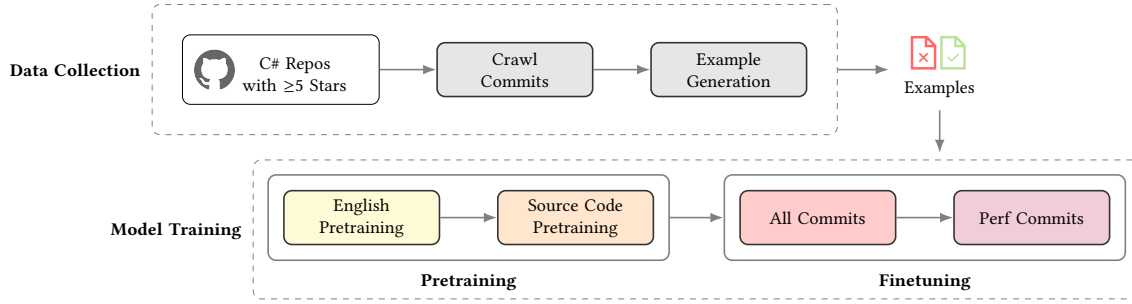 Data Collection
C# Repos
with ≥5 Stars
Crawl
Commits
Example
Generation
Examples
Model Training
English
Pretraining
Source Code
Pretraining
All Commits
Perf Commits
Pretraining
Finetuning